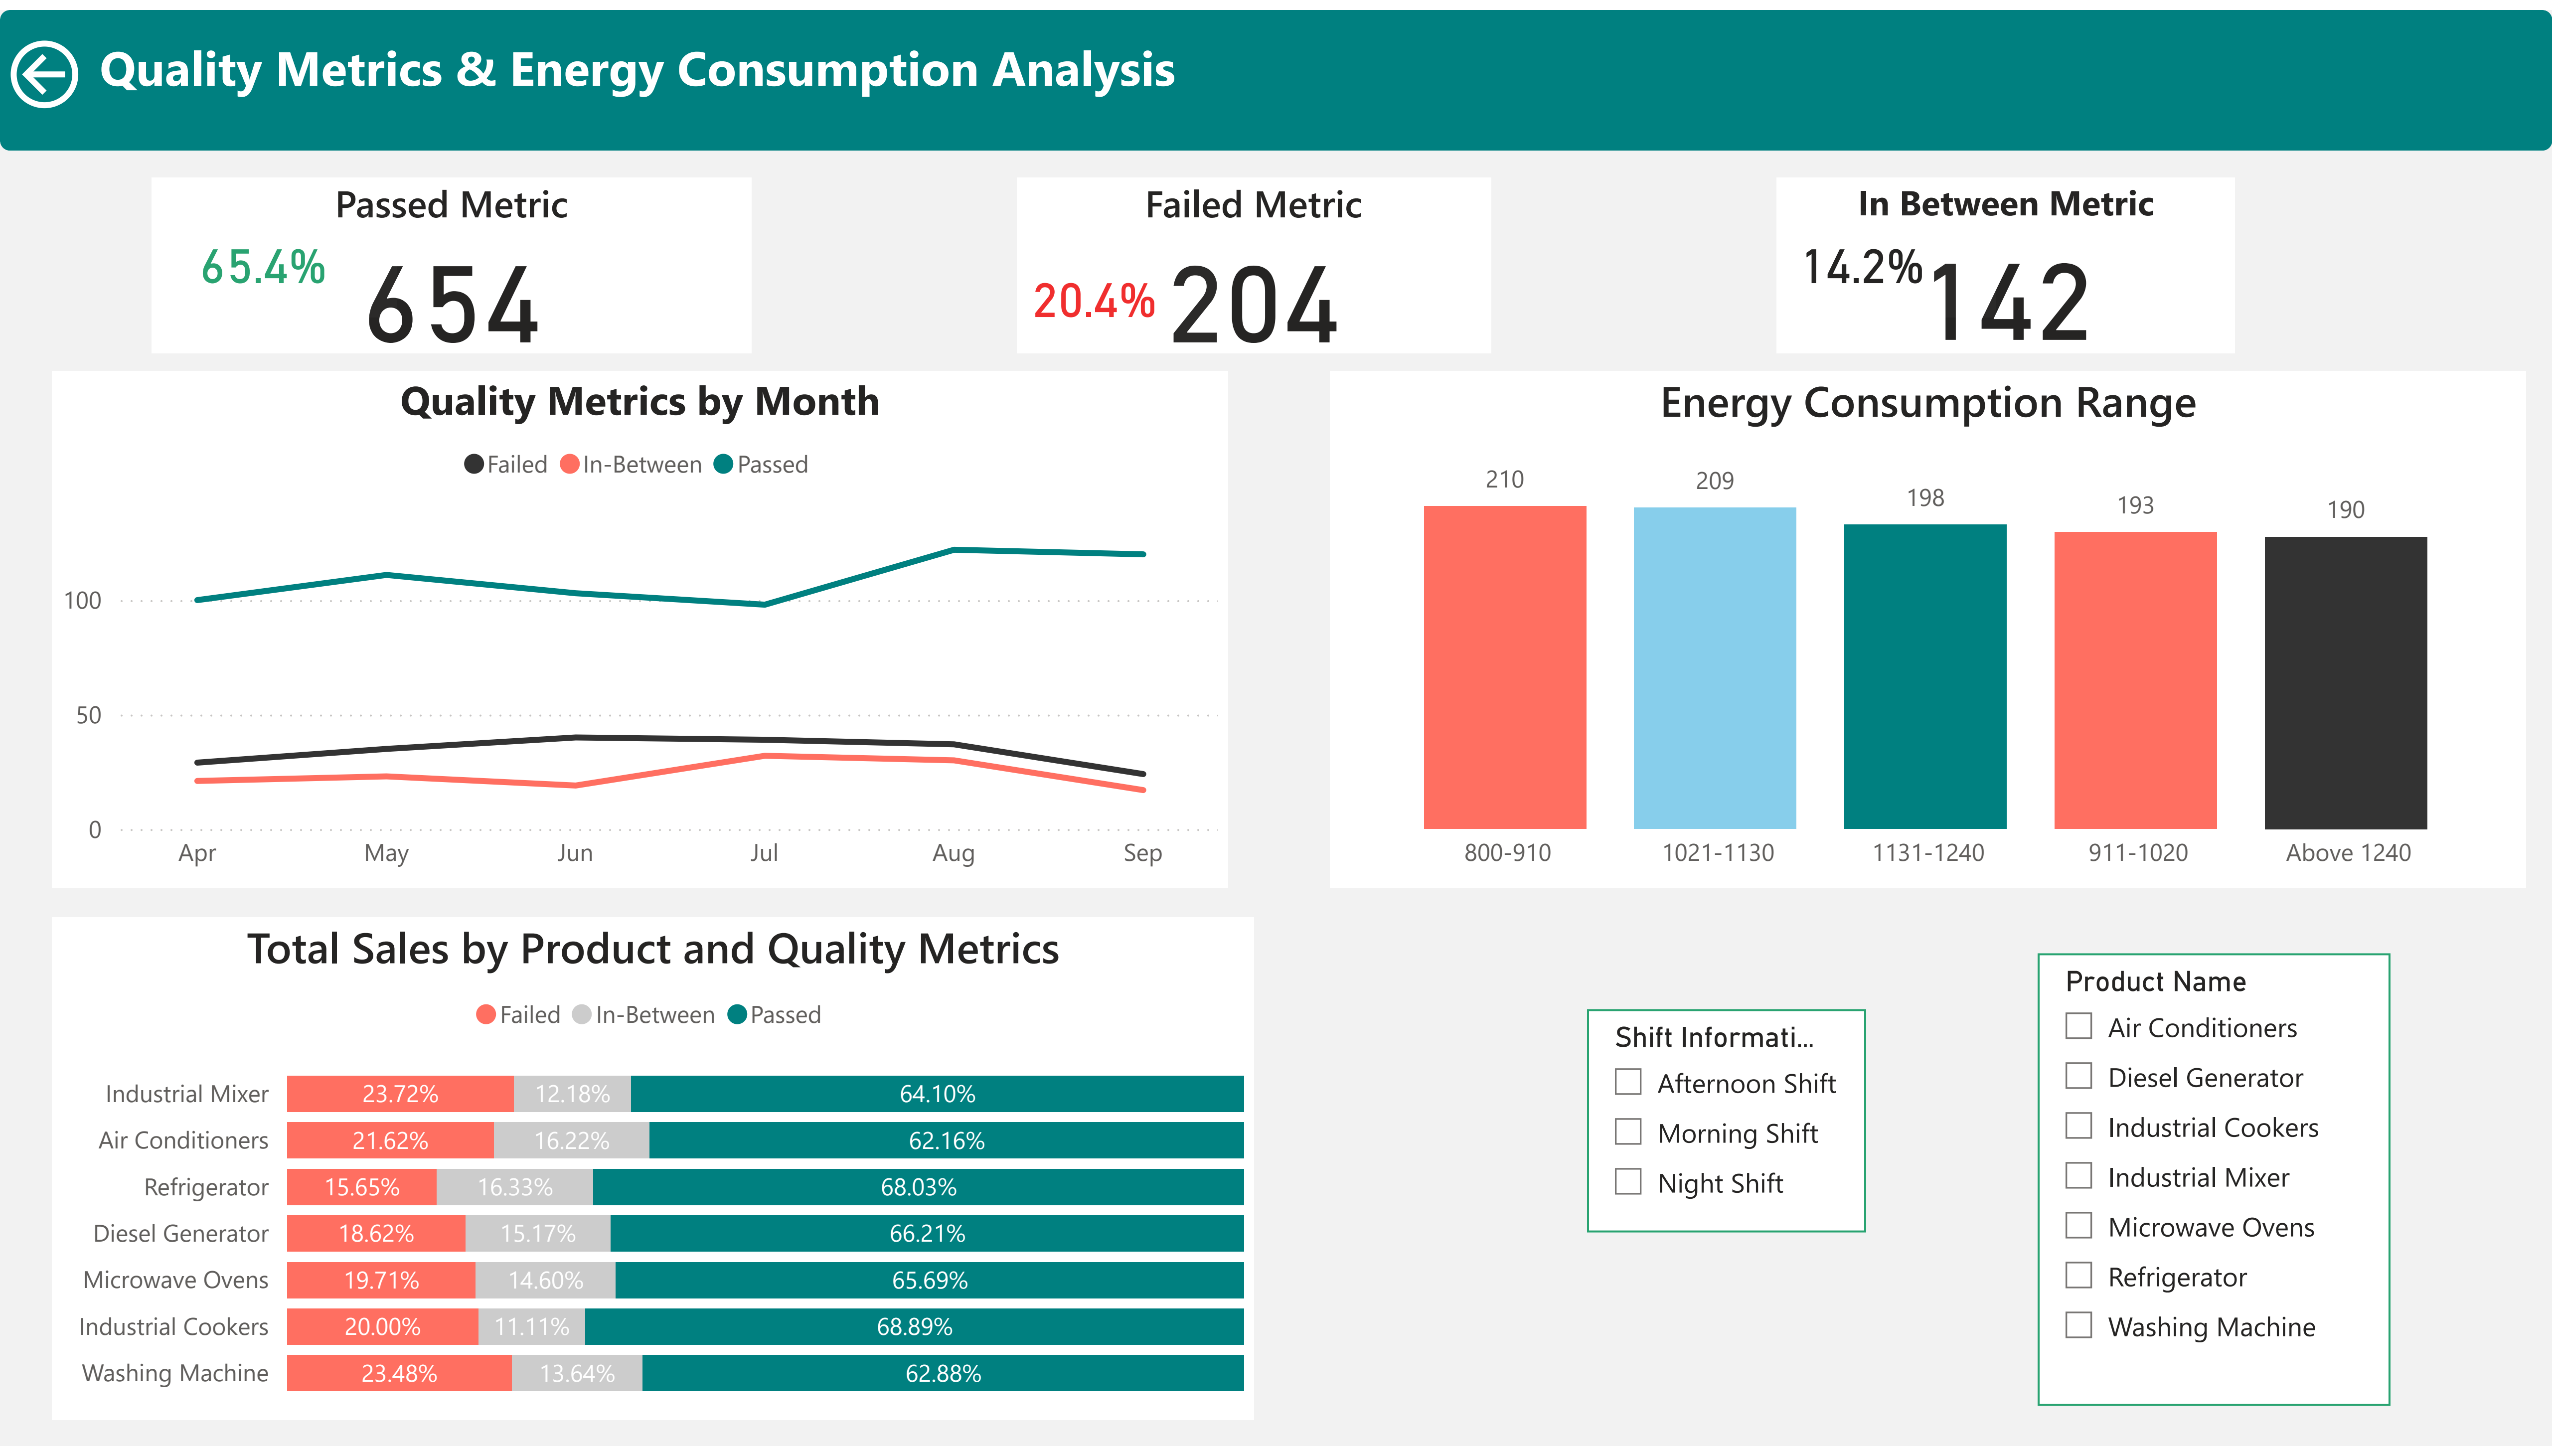 Quality Metrics & Energy Consumption Analysis
Passed Metric
65.4%
654
Failed Metric
20.4%
204
In Between Metric
14.2%
142
Quality Metrics by Month
Failed In-Between Passed
100
50
0
Apr May Jun Jul Aug Sep
Energy Consumption Range
210 209 198 193 190
800-910 1021-1130 1131-1240 911-1020 Above 1240
Total Sales by Product and Quality Metrics
Failed In-Between Passed
Industrial Mixer 23.72% 12.18% 64.10%
Air Conditioners 21.62% 16.22% 62.16%
Refrigerator 15.65% 16.33% 68.03%
Diesel Generator 18.62% 15.17% 66.21%
Microwave Ovens 19.71% 14.60% 65.69%
Industrial Cookers 20.00% 11.11% 68.89%
Washing Machine 23.48% 13.64% 62.88%
Shift Informati...
Afternoon Shift
Morning Shift
Night Shift
Product Name
Air Conditioners
Diesel Generator
Industrial Cookers
Industrial Mixer
Microwave Ovens
Refrigerator
Washing Machine